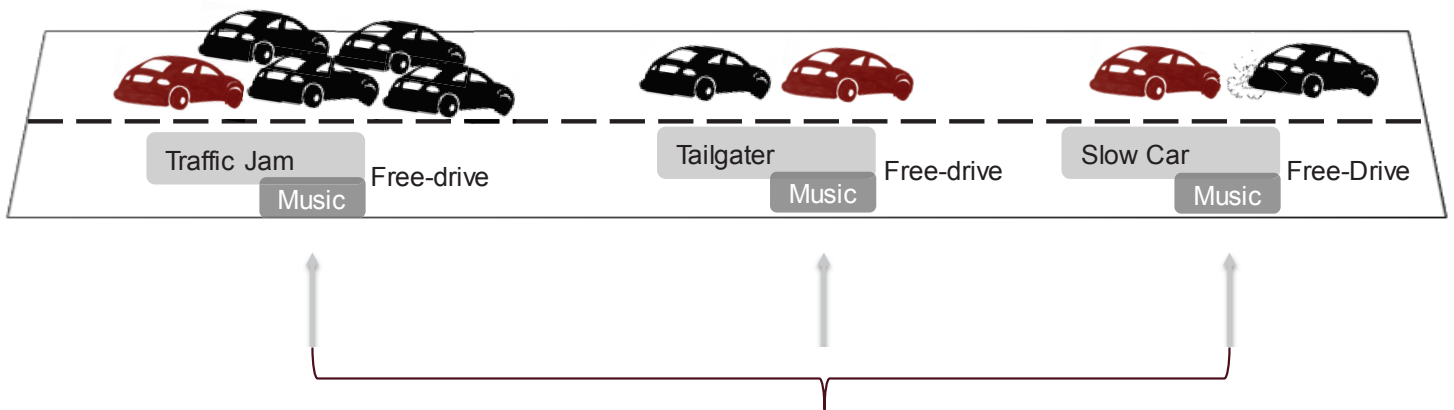 Traffic Jam
Music
Free-drive
Tailgater
Music
Free-drive
Slow Car
Music
Free-Drive